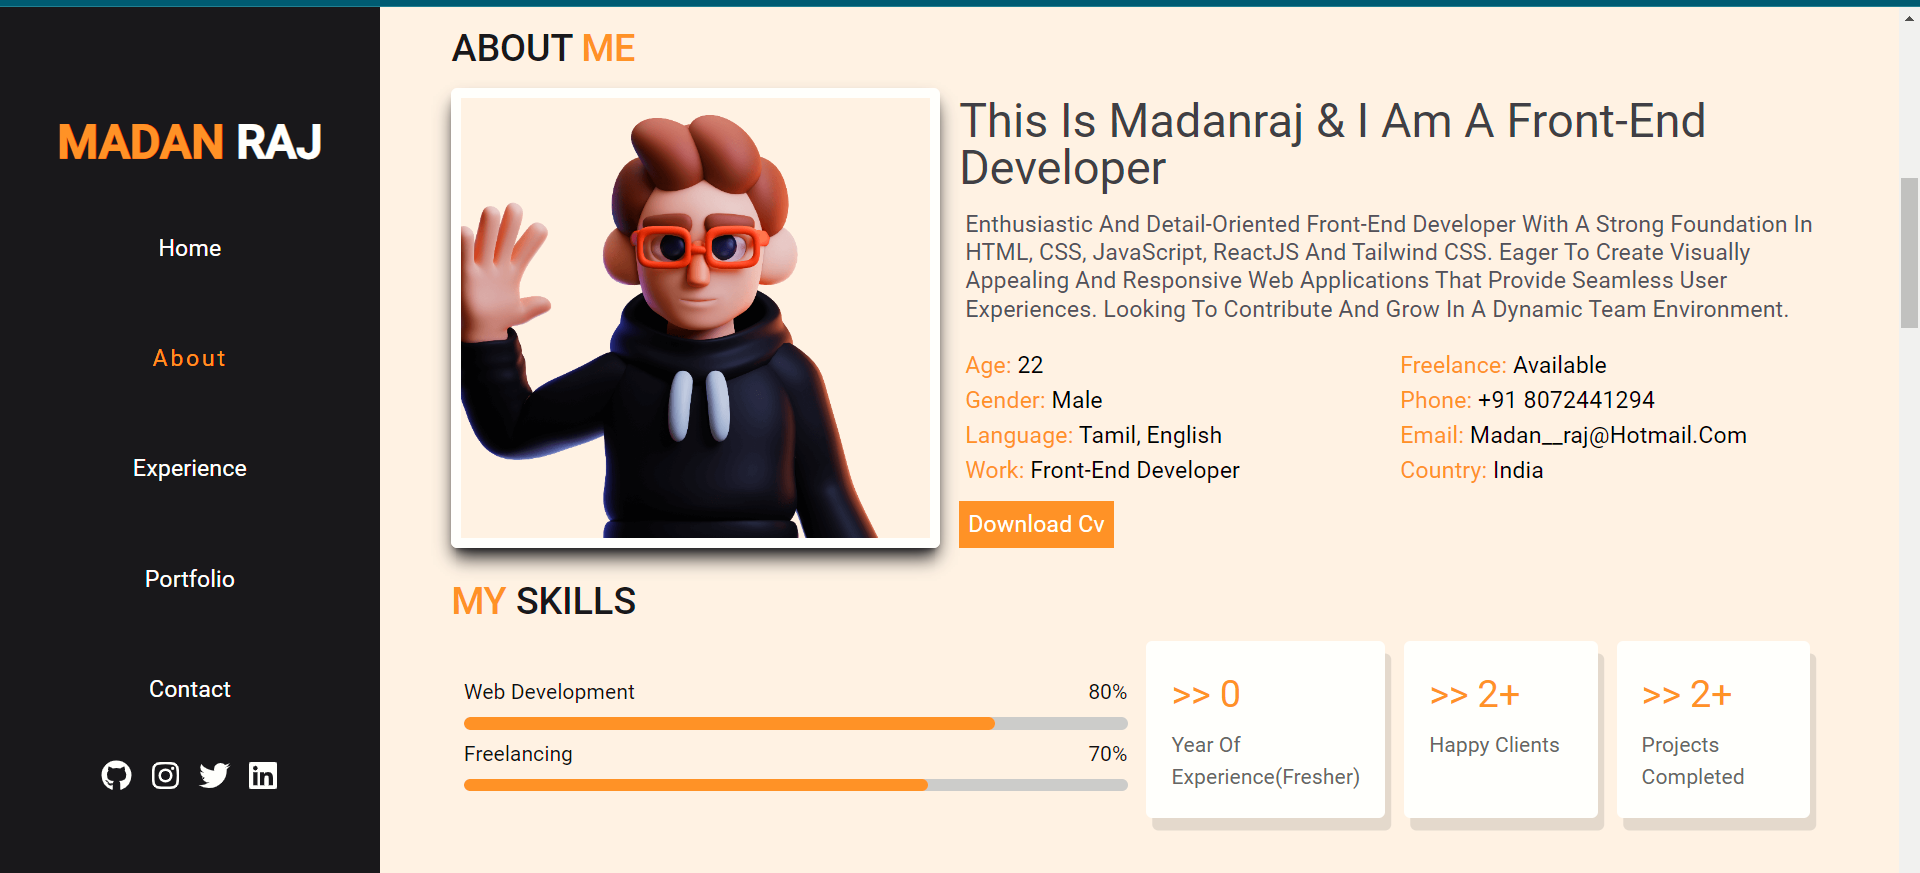 MADAN RAJ
Home
About
Experience
Portfolio
Contact
ABOUT ME
This Is Madanraj & I Am A Front-End
Developer
Enthusiastic And Detail-Oriented Front-End Developer With A Strong Foundation In
HTML, CSS, JavaScript, ReactJS And Tailwind CSS. Eager To Create Visually
Appealing And Responsive Web Applications That Provide Seamless User
Experiences. Looking To Contribute And Grow In A Dynamic Team Environment.
Age: 22
Gender: Male
Language: Tamil, English
Work: Front-End Developer
Freelance: Available
Phone: +91 8072441294
Email: Madan__raj@Hotmail.Com
Country: India
Download Cv
MY SKILLS
Web Development 80%
Freelancing 70%
>> 0
Year Of
Experience(Fresher)
>> 2+
Happy Clients
>> 2+
Projects
Completed